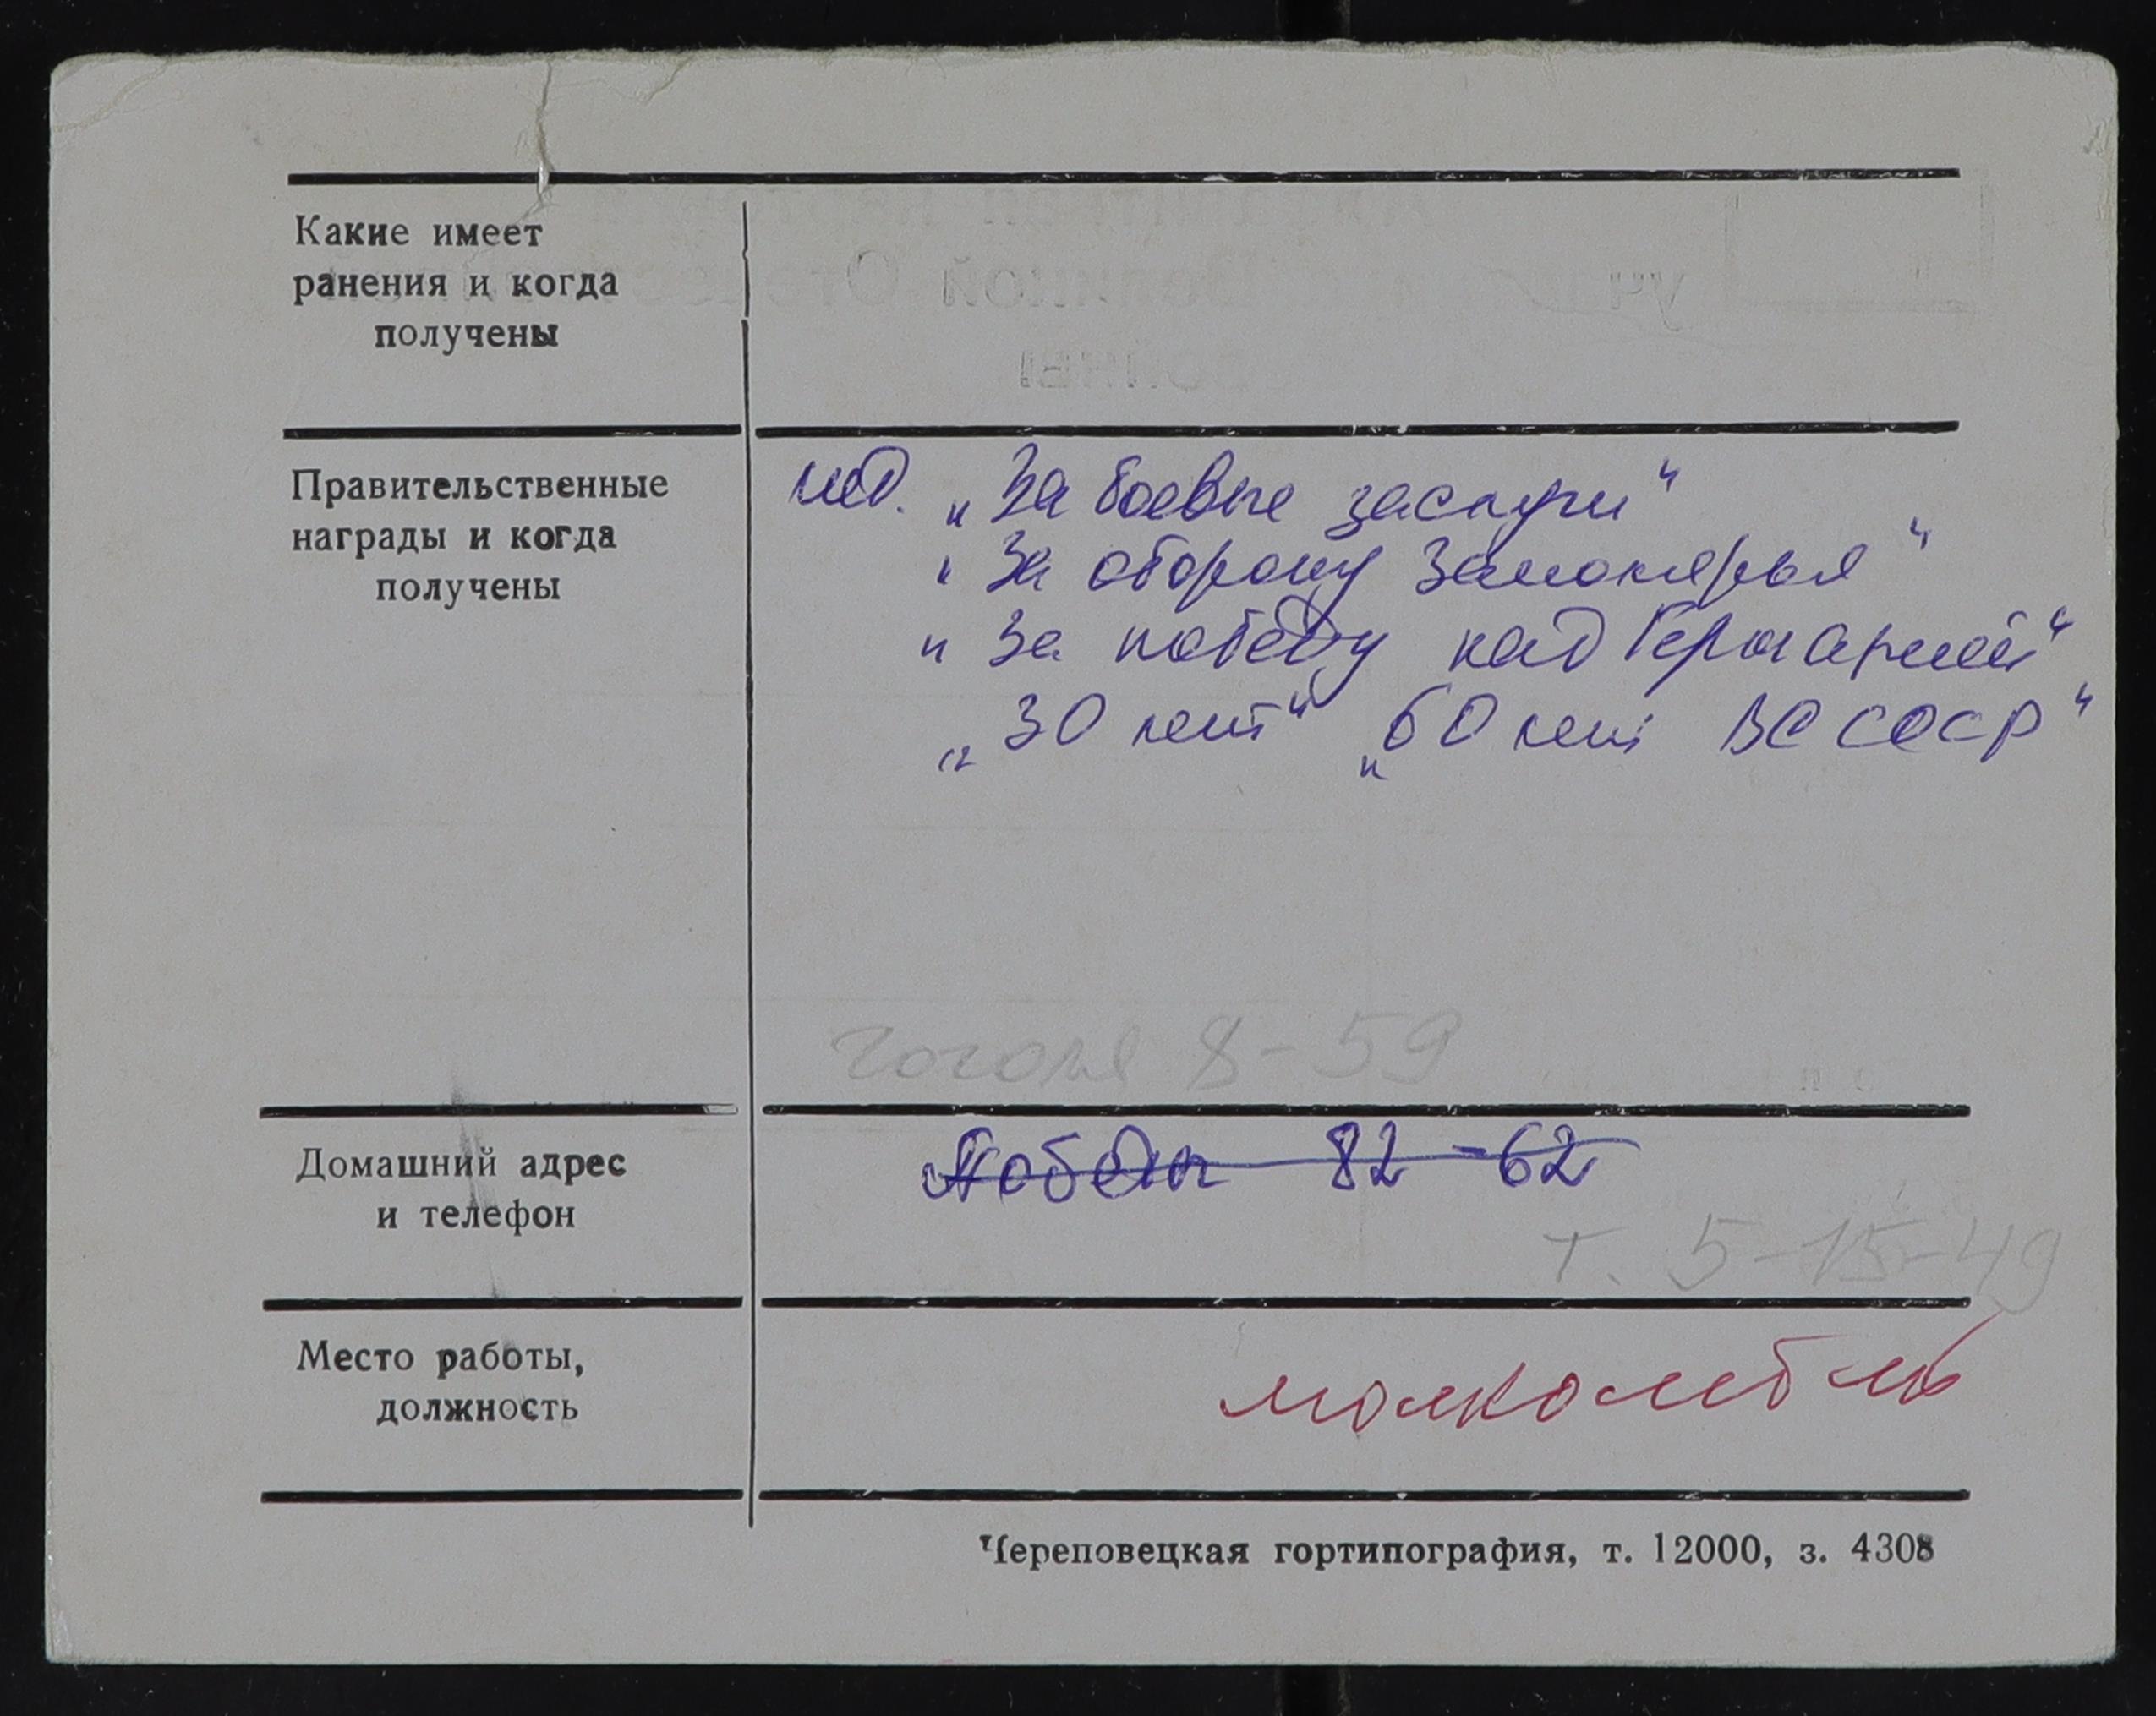 Какие имеет
ранения и когда
получены
Правительственные
награды и когда
получены
мед. „За боевые заслуги"
"За оборону Заполярья"
"За победу над Германией"
„30 лет" „60 лет ВС СССР"
Гоголя 8-59
Домашний адрес
и телефон
Победы 82-62
т. 5-15-49
Место работы,
должность
Череповецкая гортипография, т. 12000, з. 4308